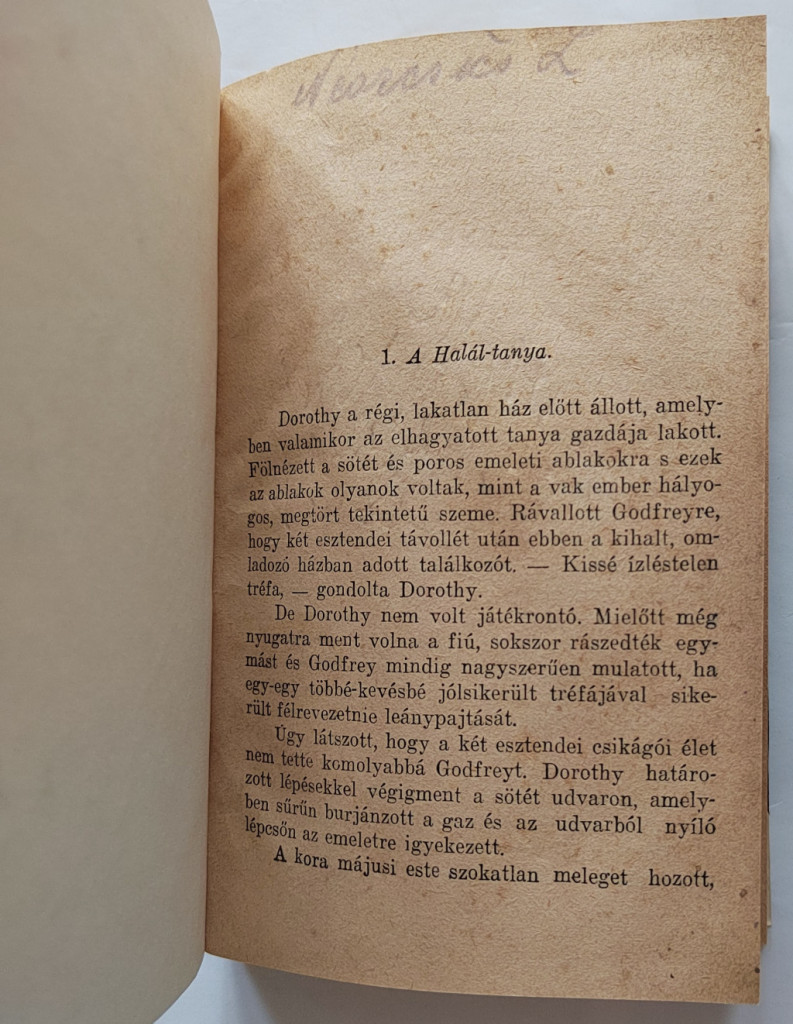 1. A Halál-tanya.
Dorothy a régi, lakatlan ház előtt állott, amely-
ben valamikor az elhagyatott tanya gazdája lakott.
Fölnézett a sötét és poros emeleti ablakokra s ezek
az ablakok olyanok voltak, mint a vak ember hályo-
gos, megtört tekintetű szeme. Rávallott Godfreyre,
hogy két esztendei távollét után ebben a kihalt, om-
ladozó házban adott találkozót. — Kissé ízléstelen
tréfa, — gondolta Dorothy.
De Dorothy nem volt játékrontó. Mielőtt még
nyugatra ment volna a fiú, sokszor rászedték egy-
mást és Godfrey mindig nagyszerűen mulatott, ha
egy-egy többé-kevésbé jólsikerült tréfájával sike-
rült félrevezetnie leánypajtását.
Úgy látszott, hogy a két esztendei csikágói élet
nem tette komolyabbá Godfreyt. Dorothy határo-
zott lépésekkel végigment a sötét udvaron, amely-
ben sűrűn burjánzott a gaz és az udvarból nyíló
lépcsőn az emeletre igyekezett.
A kora májusi este szokatlan meleget hozott,